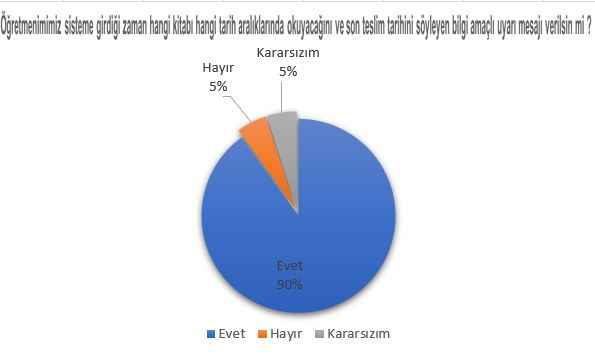 Öğretmenimimiz sisteme girdiği zaman hangi kitabı hangi tarih aralıklarında okuyacağını ve son teslim tarihini söyleyen bilgi amaçlı uyarı mesajı verilsin mi ?
Kararsızım
5%
Hayır
5%
Evet
90%
Evet Hayır Kararsızım